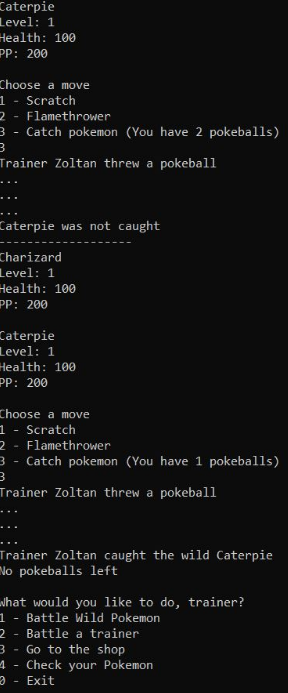 Caterpie
Level: 1
Health: 100
PP: 200

Choose a move
1 - Scratch
2 - Flamethrower
3 - Catch pokemon (You have 2 pokeballs)
3
Trainer Zoltan threw a pokeball
...
...
...
Caterpie was not caught
-------------------
Charizard
Level: 1
Health: 100
PP: 200

Caterpie
Level: 1
Health: 100
PP: 200

Choose a move
1 - Scratch
2 - Flamethrower
3 - Catch pokemon (You have 1 pokeballs)
3
Trainer Zoltan threw a pokeball
...
...
...
Trainer Zoltan caught the wild Caterpie
No pokeballs left

What would you like to do, trainer?
1 - Battle Wild Pokemon
2 - Battle a trainer
3 - Go to the shop
4 - Check your Pokemon
0 - Exit